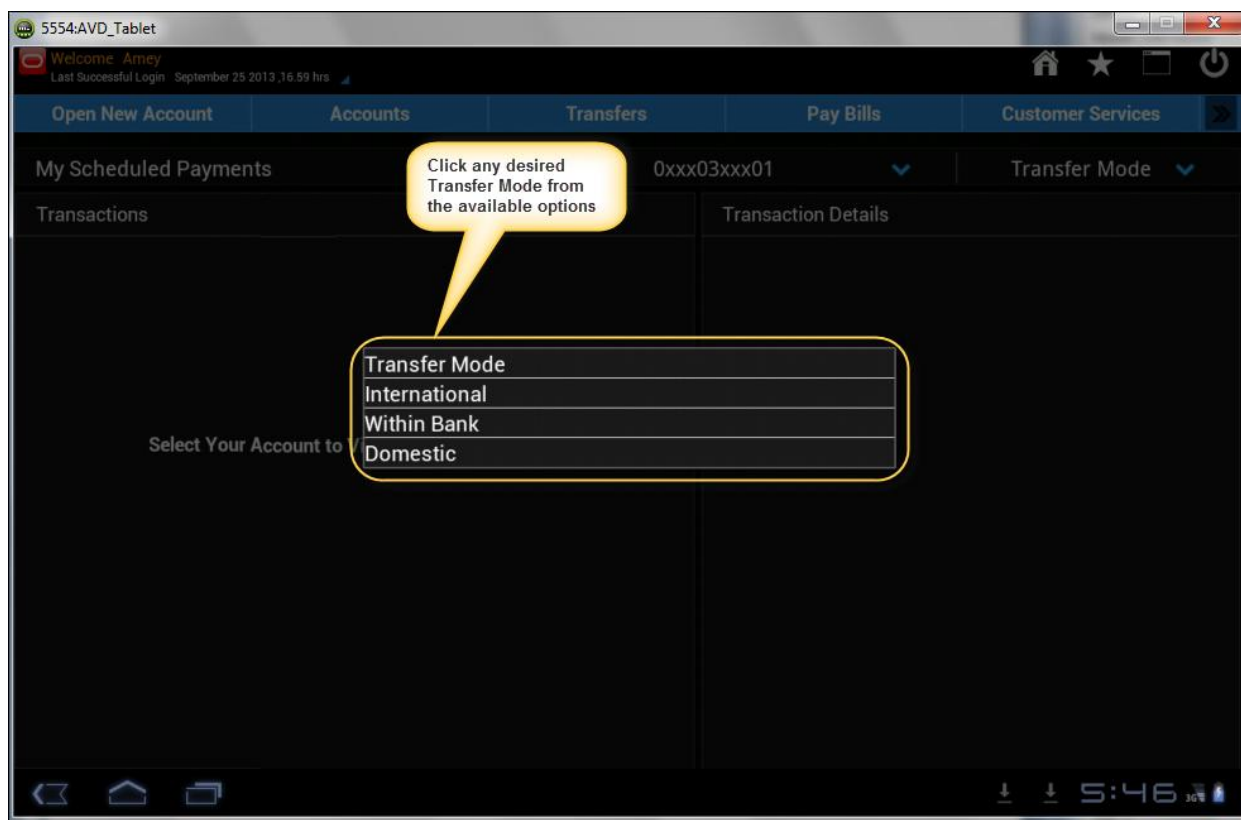 5554:AVD_Tablet
Welcome Amey
Last Successful Login September 25 2013 ,16.59 hrs
Open New Account
Accounts
Transfers
Pay Bills
Customer Services
My Scheduled Payments
0xxx03xxx01
Transfer Mode
Click any desired
Transfer Mode from
the available options
Transactions
Transaction Details
Transfer Mode
International
Within Bank
Domestic
Select Your Account to
5:46
3G